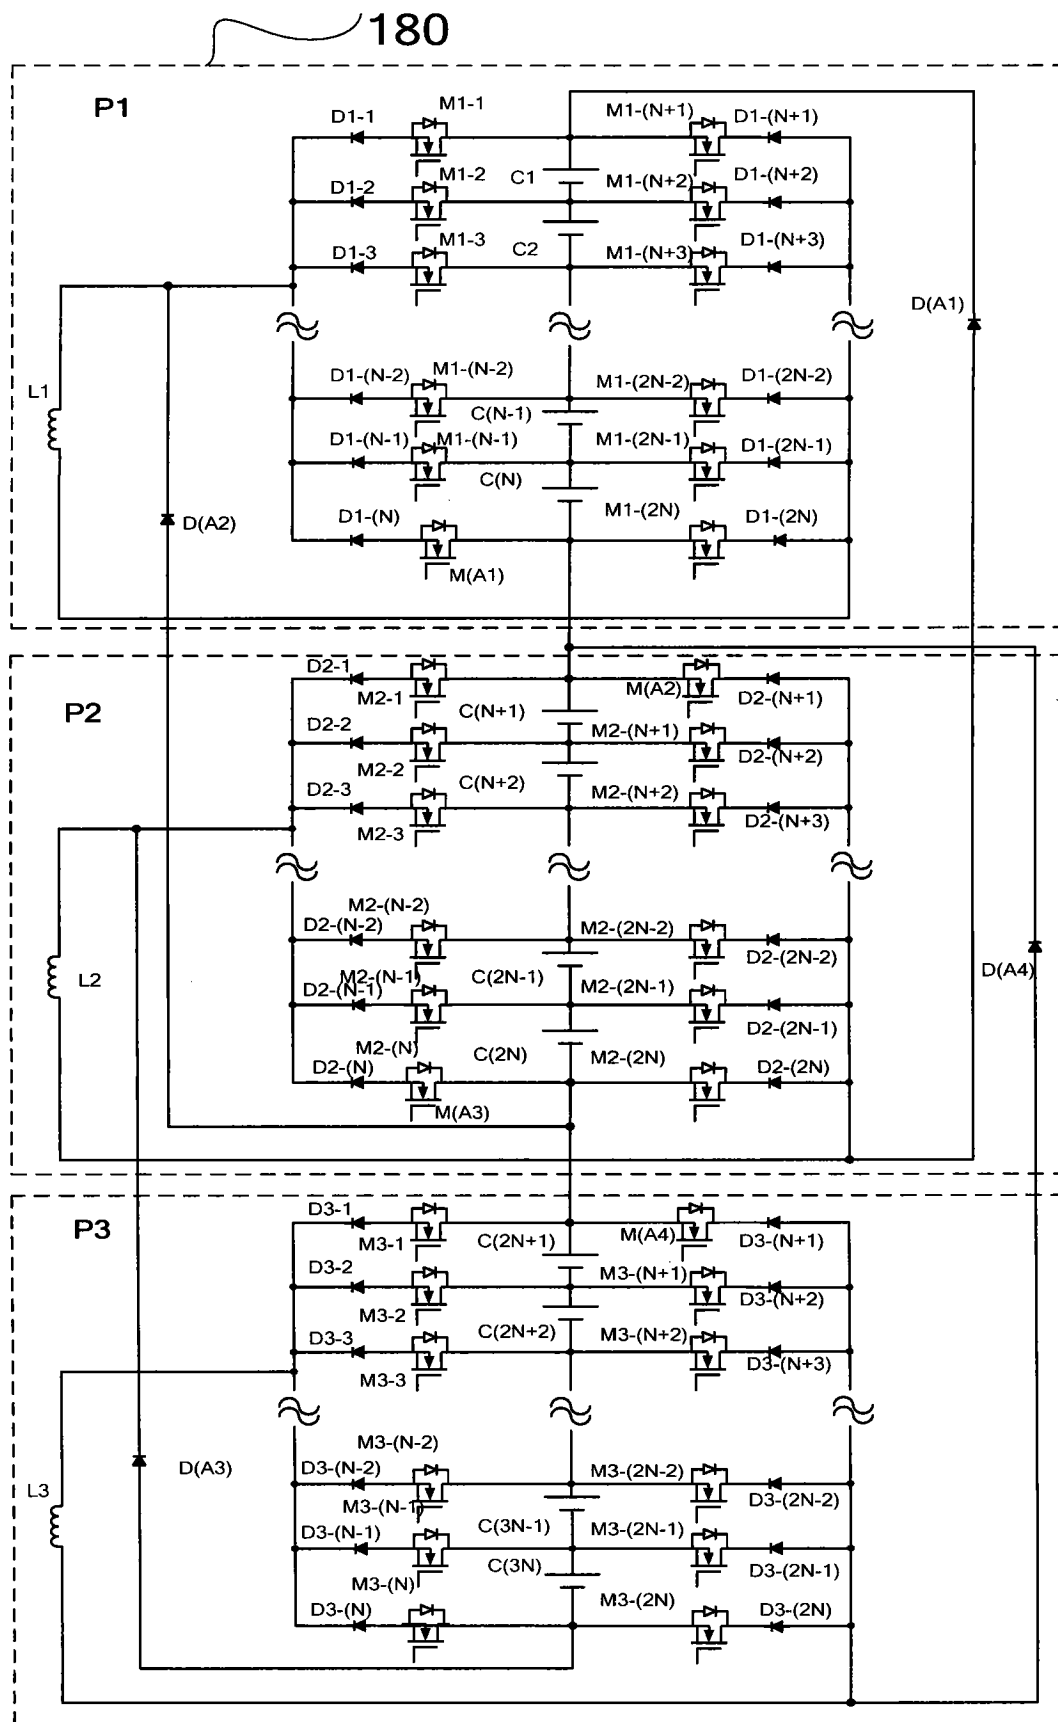 180
P1
M1-1
D1-1
M1-(N+1)
D1-(N+1)
M1-2
D1-2
C1
M1-(N+2)
D1-(N+2)
M1-3
D1-3
C2
M1-(N+3)
D1-(N+3)
D(A1)
L1
D1-(N-2)
M1-(N-2)
M1-(2N-2)
D1-(2N-2)
C(N-1)
D1-(N-1)
M1-(N-1)
M1-(2N-1)
D1-(2N-1)
C(N)
D1-(N)
M1-(2N)
D1-(2N)
D(A2)
M(A1)
P2
D2-1
M2-1
M(A2)
D2-(N+1)
C(N+1)
D2-2
M2-(N+1)
M2-2
D2-(N+2)
C(N+2)
D2-3
M2-(N+2)
M2-3
D2-(N+3)
L2
M2-(N-2)
D2-(N-2)
M2-(2N-2)
D2-(2N-2)
D(A4)
M2-(N-1)
C(2N-1)
D2-(N-1)
M2-(2N-1)
D2-(2N-1)
M2-(N)
C(2N)
M2-(2N)
D2-(N)
D2-(2N)
M(A3)
P3
D3-1
M3-1
C(2N+1)
M(A4)
D3-(N+1)
D3-2
M3-(N+1)
M3-2
D3-(N+2)
C(2N+2)
D3-3
M3-(N+2)
M3-3
D3-(N+3)
M3-(N-2)
D(A3)
D3-(N-2)
M3-(2N-2)
L3
D3-(2N-2)
M3-(N-1)
C(3N-1)
D3-(N-1)
M3-(2N-1)
C(3N)
D3-(2N-1)
M3-(N)
M3-(2N)
D3-(N)
D3-(2N)